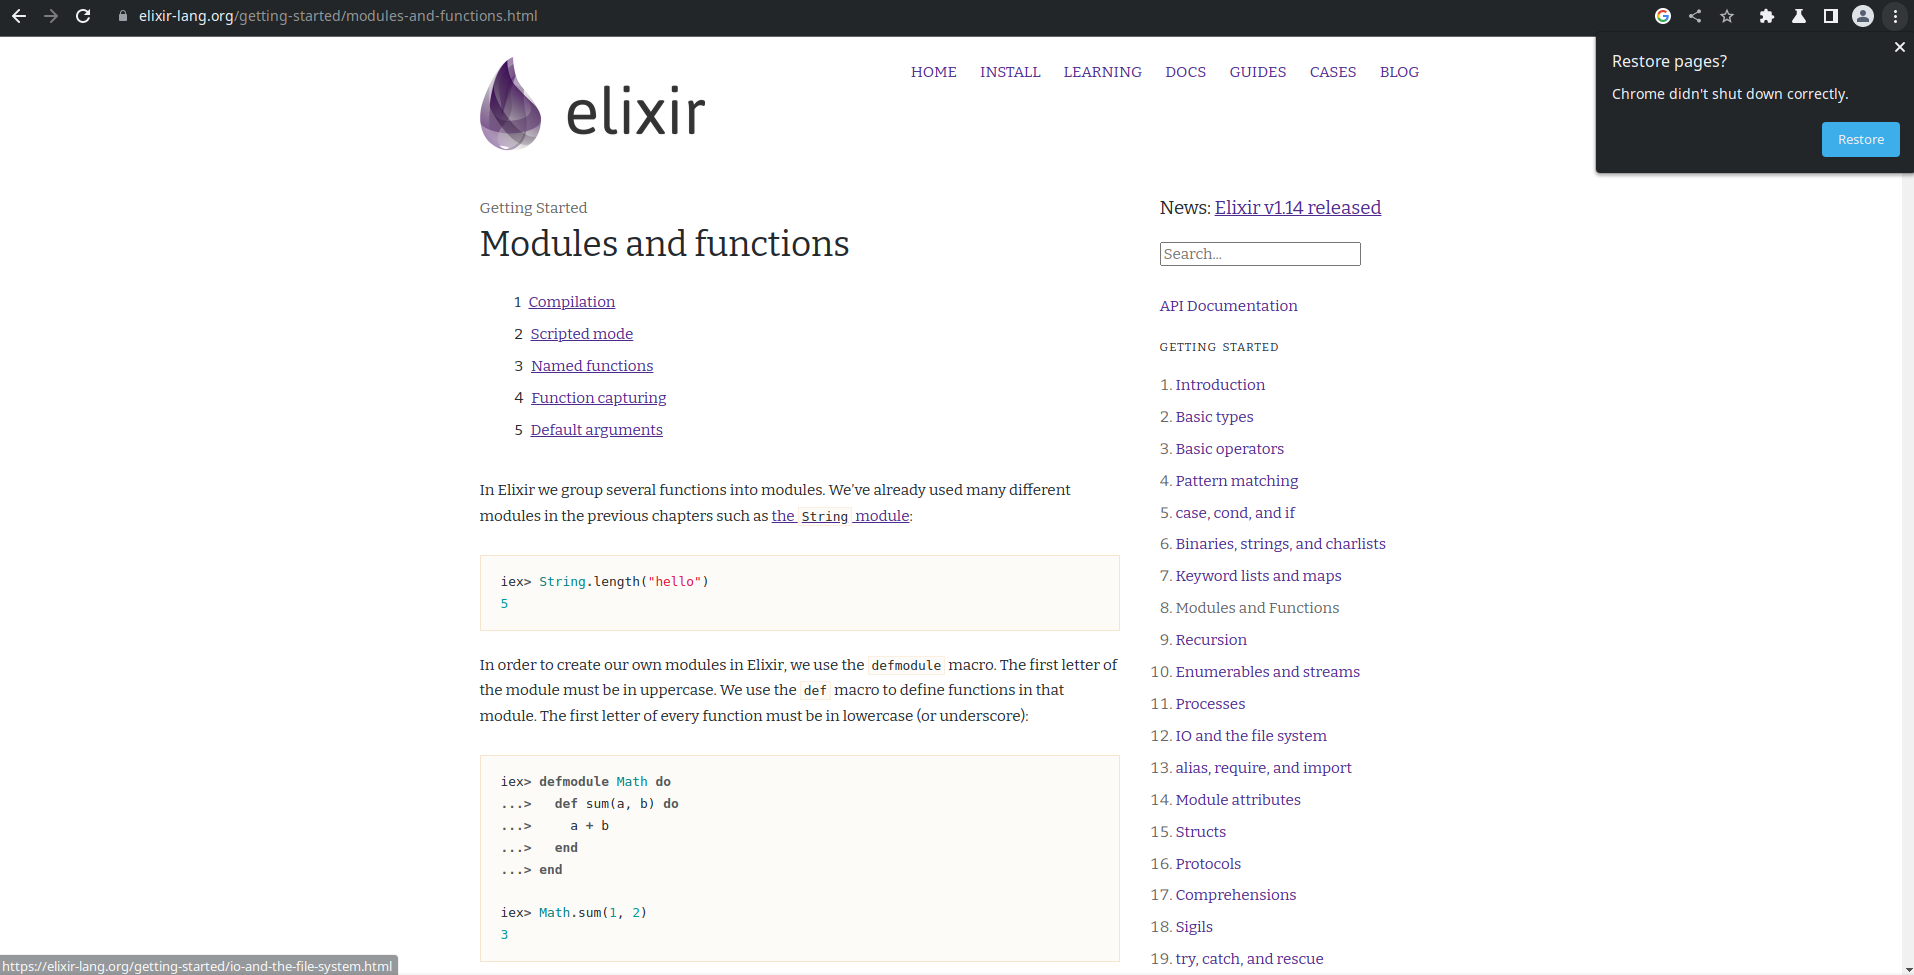 elixir-lang.org/getting-started/modules-and-functions.html
Restore pages?
Chrome didn't shut down correctly.
Restore
elixir
HOME INSTALL LEARNING DOCS GUIDES CASES BLOG
Getting Started
Modules and functions
1 Compilation
2 Scripted mode
3 Named functions
4 Function capturing
5 Default arguments
In Elixir we group several functions into modules. We’ve already used many different
modules in the previous chapters such as the String module:
iex> String.length("hello")
5
In order to create our own modules in Elixir, we use the defmodule macro. The first letter of
the module must be in uppercase. We use the def macro to define functions in that
module. The first letter of every function must be in lowercase (or underscore):
iex> defmodule Math do
...>   def sum(a, b) do
...>     a + b
...>   end
...> end
iex> Math.sum(1, 2)
3
News: Elixir v1.14 released
Search...
API Documentation
GETTING STARTED
1. Introduction
2. Basic types
3. Basic operators
4. Pattern matching
5. case, cond, and if
6. Binaries, strings, and charlists
7. Keyword lists and maps
8. Modules and Functions
9. Recursion
10. Enumerables and streams
11. Processes
12. IO and the file system
13. alias, require, and import
14. Module attributes
15. Structs
16. Protocols
17. Comprehensions
18. Sigils
19. try, catch, and rescue
https://elixir-lang.org/getting-started/io-and-the-file-system.html